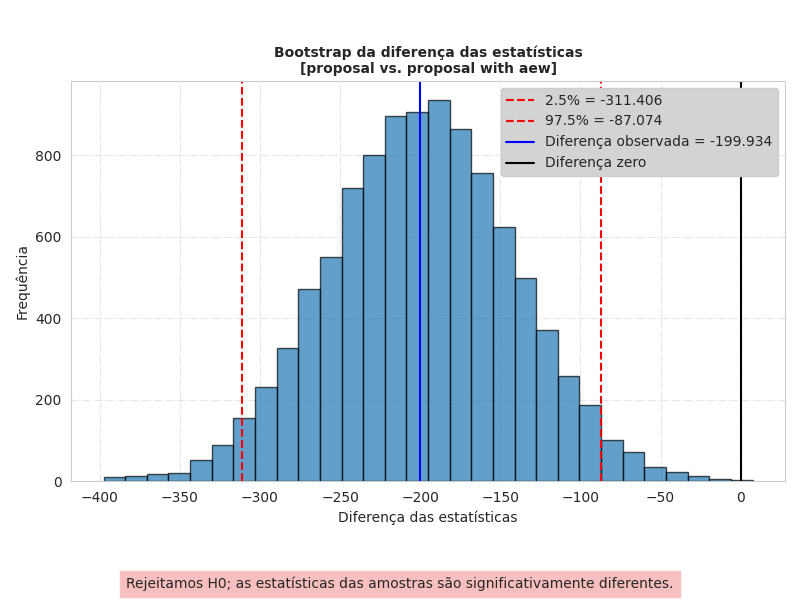 Bootstrap da diferença das estatísticas
[proposal vs. proposal with aew]
2.5% = -311.406
97.5% = -87.074
Diferença observada = -199.934
Diferença zero
Frequência
800
600
400
200
0
−400
−350
−300
−250
−200
−150
−100
−50
0
Diferença das estatísticas
Rejeitamos H0; as estatísticas das amostras são significativamente diferentes.